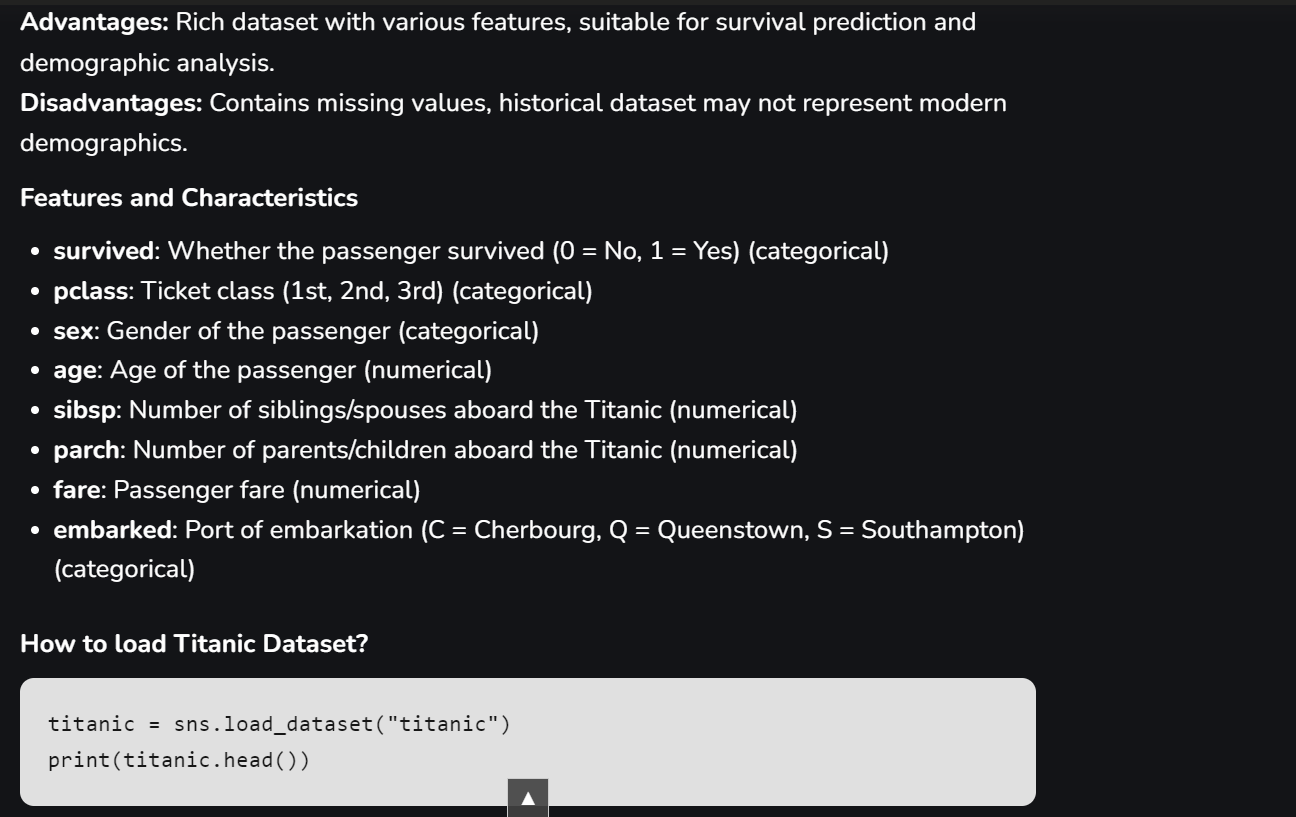 Advantages: Rich dataset with various features, suitable for survival prediction and
demographic analysis.
Disadvantages: Contains missing values, historical dataset may not represent modern
demographics.
Features and Characteristics
• survived: Whether the passenger survived (0 = No, 1 = Yes) (categorical)
• pclass: Ticket class (1st, 2nd, 3rd) (categorical)
• sex: Gender of the passenger (categorical)
• age: Age of the passenger (numerical)
• sibsp: Number of siblings/spouses aboard the Titanic (numerical)
• parch: Number of parents/children aboard the Titanic (numerical)
• fare: Passenger fare (numerical)
• embarked: Port of embarkation (C = Cherbourg, Q = Queenstown, S = Southampton)
(categorical)
How to load Titanic Dataset?
titanic = sns.load_dataset("titanic")
print(titanic.head())